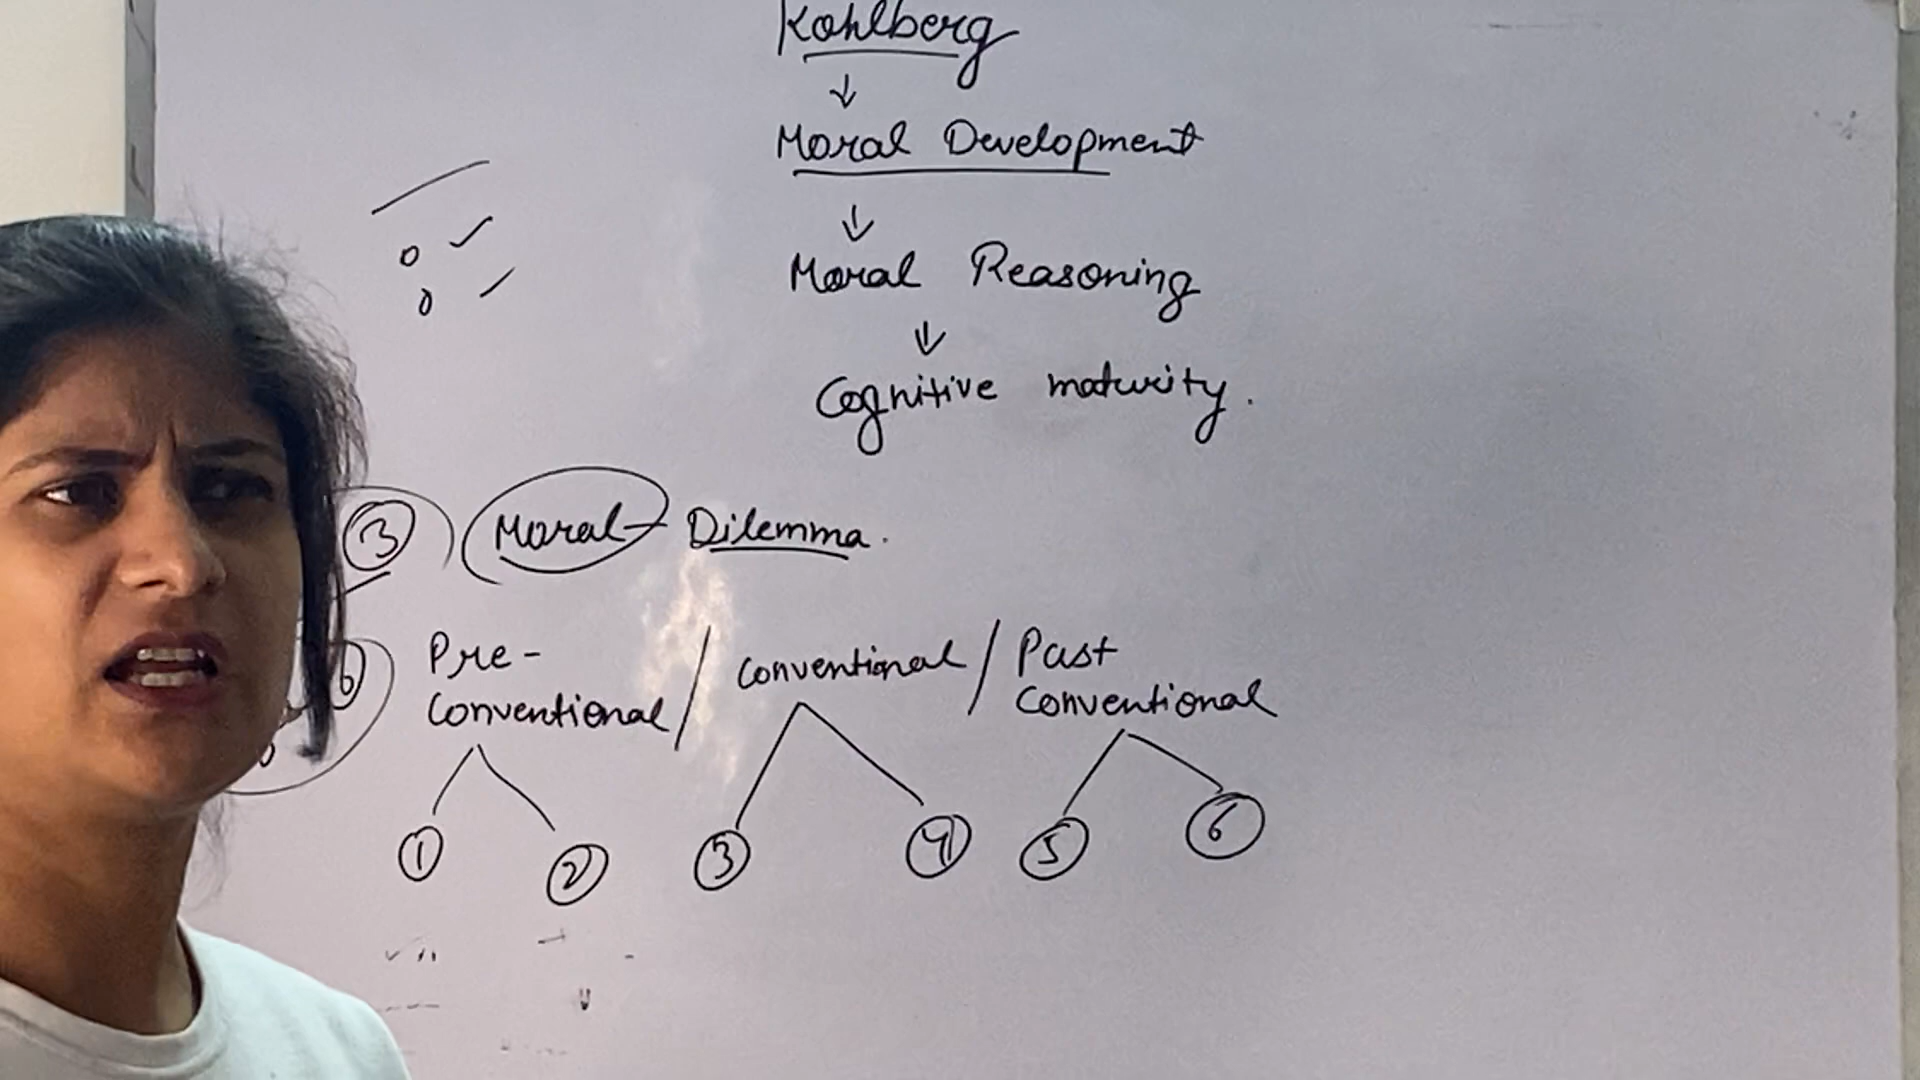 Kohlberg
↓
Moral Development
↓
Moral Reasoning
↓
Cognitive maturity.
3 Moral Dilemma.
6
Pre- / Conventional / Post
Conventional Conventional
1 2 3 4 5 6